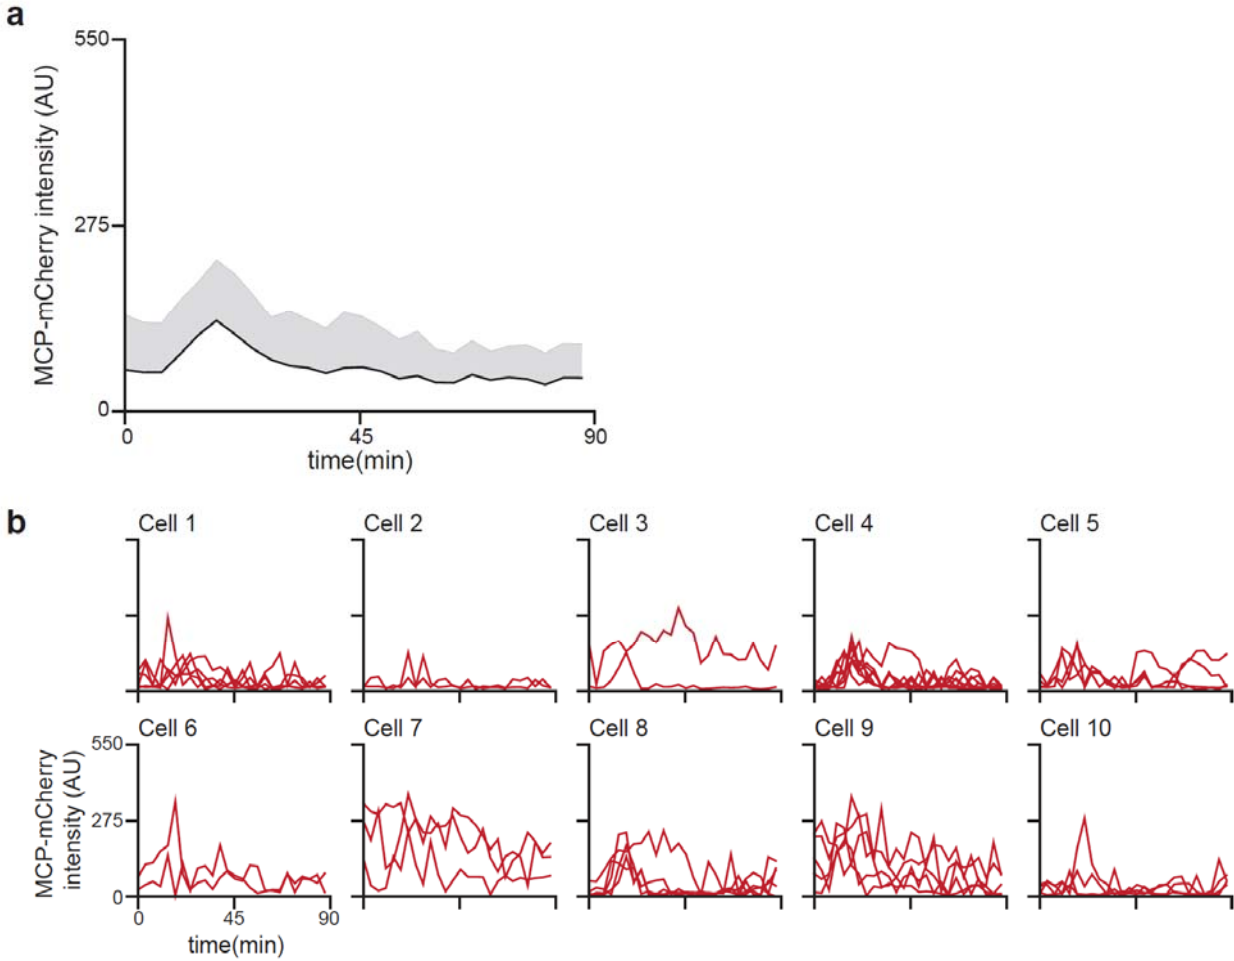 a
550
275
0
MCP-mCherry intensity (AU)
0 45 90
time(min)
b
Cell 1 Cell 2 Cell 3 Cell 4 Cell 5
Cell 6 Cell 7 Cell 8 Cell 9 Cell 10
550
275
0
MCP-mCherry
intensity (AU)
0 45 90
time(min)